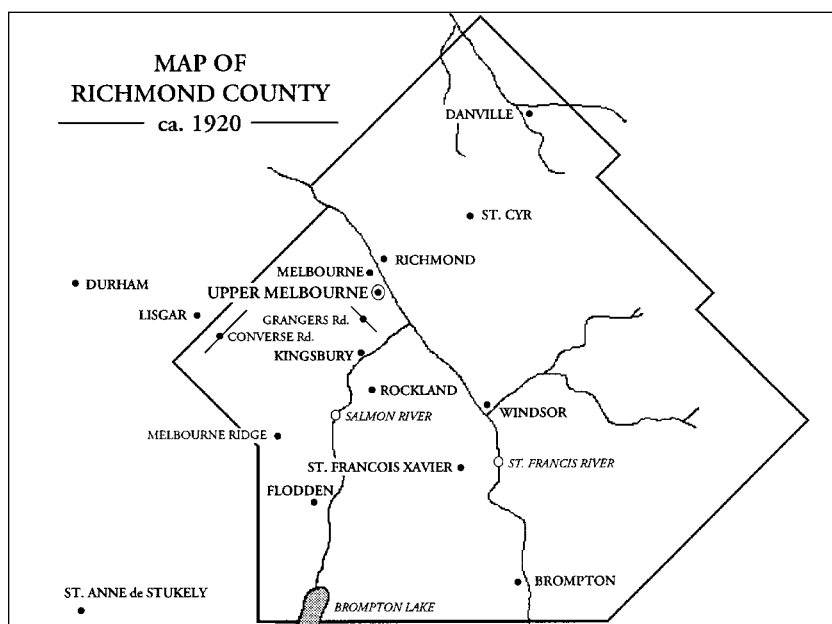 MAP OF
RICHMOND COUNTY
ca. 1920
DANVILLE
ST. CYR
RICHMOND
MELBOURNE
DURHAM
UPPER MELBOURNE
LISGAR
GRANGERS Rd.
CONVERSE Rd.
KINGSBURY
ROCKLAND
SALMON RIVER
WINDSOR
MELBOURNE RIDGE
ST. FRANCOIS XAVIER
ST. FRANCIS RIVER
FLODDEN
BROMPTON
ST. ANNE de STUKELY
BROMPTON LAKE